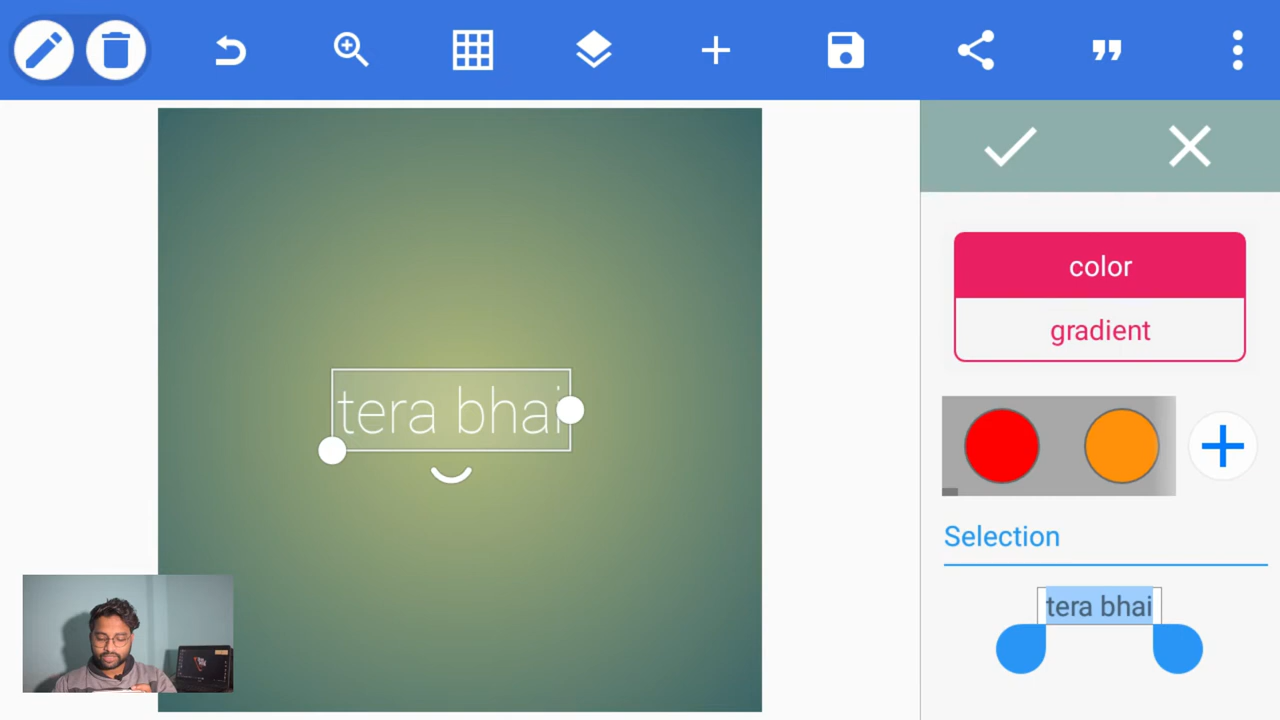 color
gradient
Selection
tera bhai
tera bhai